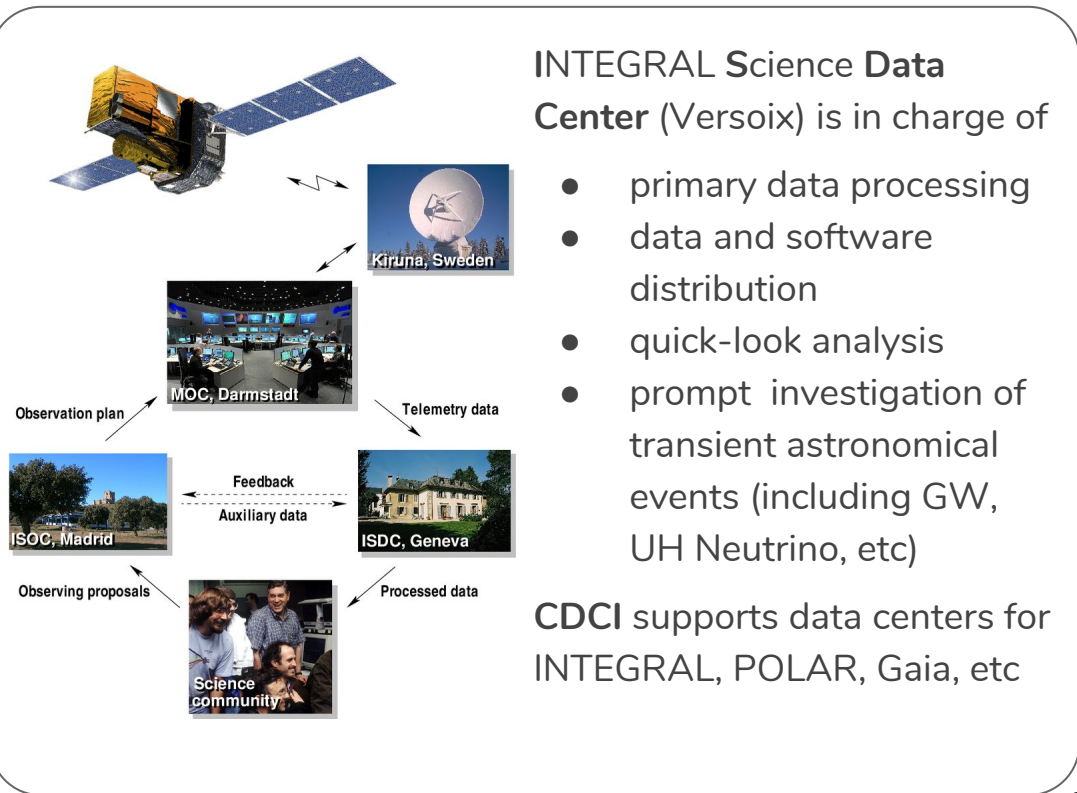 Kiruna, Sweden
MOC, Darmstadt
Observation plan
Telemetry data
Feedback
Auxiliary data
ISOC, Madrid
ISDC, Geneva
Observing proposals
Processed data
Science
community
INTEGRAL Science Data
Center (Versoix) is in charge of
● primary data processing
● data and software
distribution
● quick-look analysis
● prompt investigation of
transient astronomical
events (including GW,
UH Neutrino, etc)
CDCI supports data centers for
INTEGRAL, POLAR, Gaia, etc